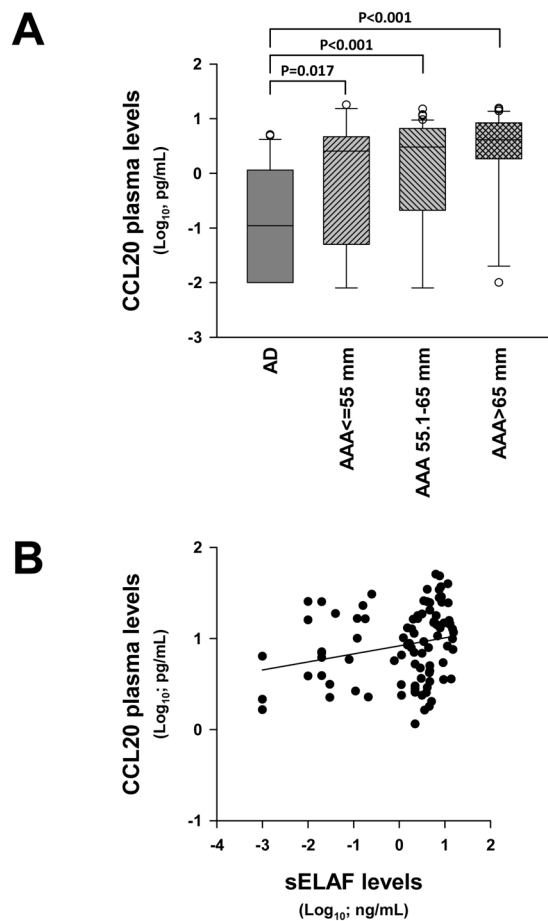 A
P<0.001
P<0.001
P=0.017
CCL20 plasma levels
(Log10, pg/mL)
2
1
0
-1
-2
-3
AD
AAA<=55 mm
AAA 55.1-65 mm
AAA>65 mm
B
CCL20 plasma levels
(Log10; pg/mL)
2
1
0
-1
-4 -3 -2 -1 0 1 2
sELAF levels
(Log10; ng/mL)